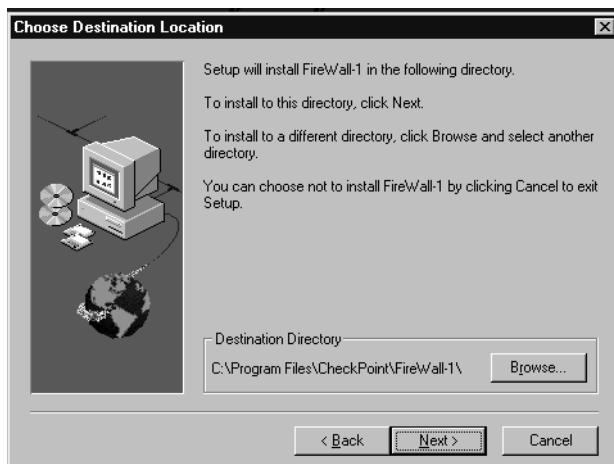 Choose Destination Location
Setup will install FireWall-1 in the following directory.
To install to this directory, click Next.
To install to a different directory, click Browse and select another
directory.
You can choose not to install FireWall-1 by clicking Cancel to exit
Setup.
Destination Directory
C:\Program Files\CheckPoint\FireWall-1\
Browse...
< Back
Next >
Cancel